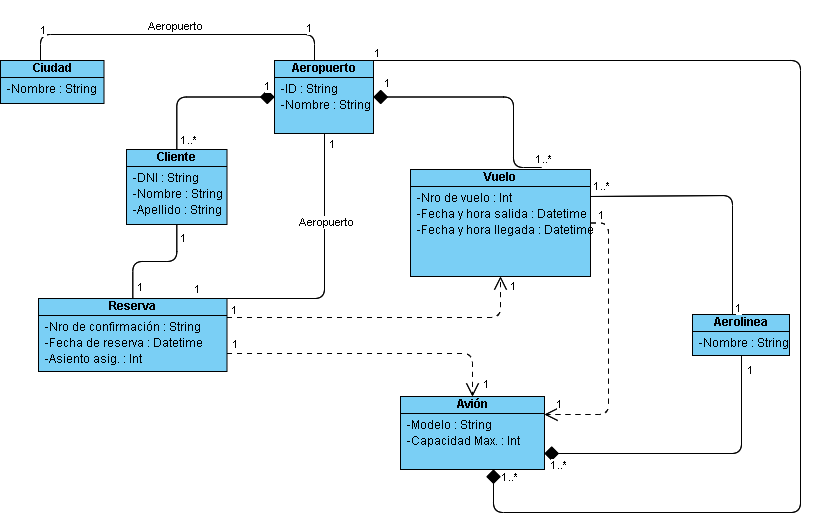 Aeropuerto
1
1
1
Ciudad
-Nombre : String
Aeropuerto
-ID : String
-Nombre : String
1
1
1
1..*
1..*
Cliente
-DNI : String
-Nombre : String
-Apellido : String
Vuelo
-Nro de vuelo : Int
-Fecha y hora salida : Datetime
-Fecha y hora llegada : Datetime
1..*
1
Aeropuerto
1
1
1
1
1
Reserva
-Nro de confirmación : String
-Fecha de reserva : Datetime
-Asiento asig. : Int
1
1
1
Aerolinea
-Nombre : String
1
1
1
Avión
-Modelo : String
-Capacidad Max. : Int
1..*
1..*